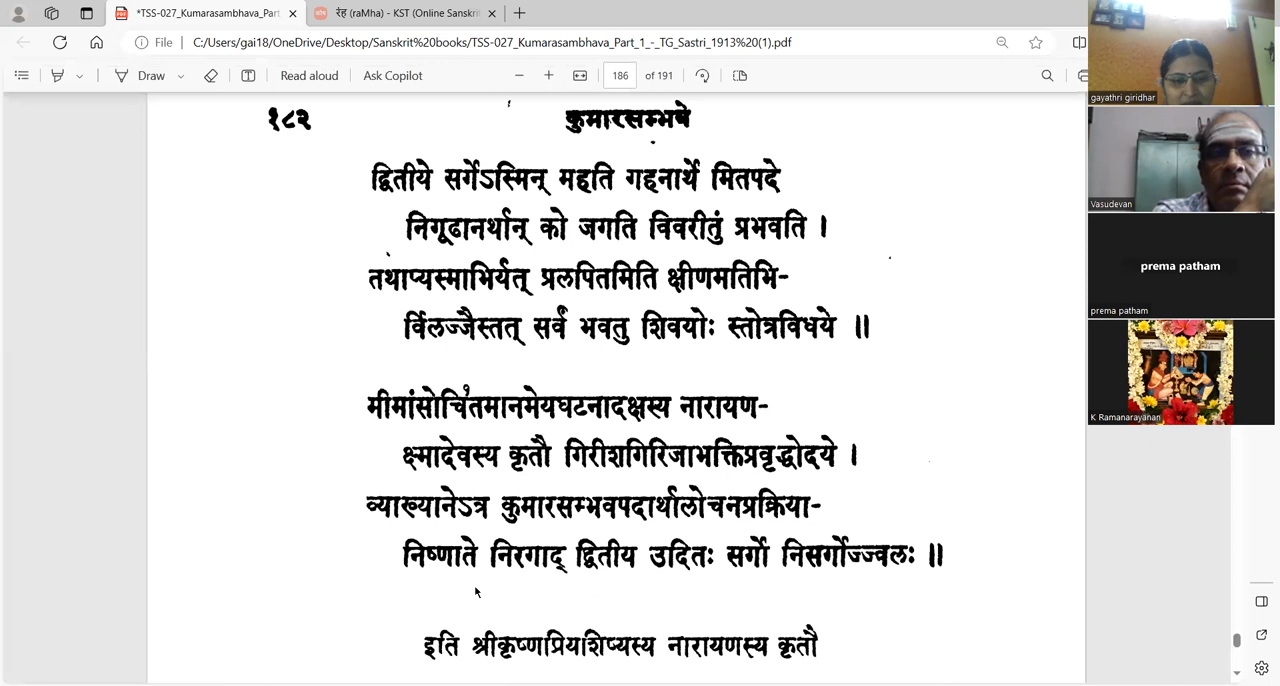 *TSS-027_Kumarasambhava_Part_
रंह (raMha) - KST (Online Sanskri
File C:/Users/gai18/OneDrive/Desktop/Sanskrit%20books/TSS-027_Kumarasambhava_Part_1_-_TG_Sastri_1913%20(1).pdf
Draw Read aloud Ask Copilot 186 of 191
१८२ कुमारसम्भवे
द्वितीये सर्गेऽस्मिन् महति गहनार्थे मितपदे
निगूढानर्थान् को जगति विवरीतुं प्रभवति ।
तथाप्यस्माभिर्यत् प्रलपितमिति क्षीणमतिभि-
र्विलज्जैस्तत् सर्वं भवतु शिवयोः स्तोत्रविधये ॥
मीमांसोचितमानमेयघटनादक्षस्य नारायण-
क्ष्मादेवस्य कृतौ गिरीशगिरिजाभक्तिप्रवृद्धोदये ।
व्याख्यानेऽत्र कुमारसम्भवपदार्थालोचनप्रक्रिया-
निष्णाते निरगाद् द्वितीय उदितः सर्गो निसर्गोज्ज्वलः ॥
इति श्रीकृष्णप्रियशिष्यस्य नारायणस्य कृतौ
gayathri giridhar
Vasudevan
prema patham
prema patham
K Ramanarayanan